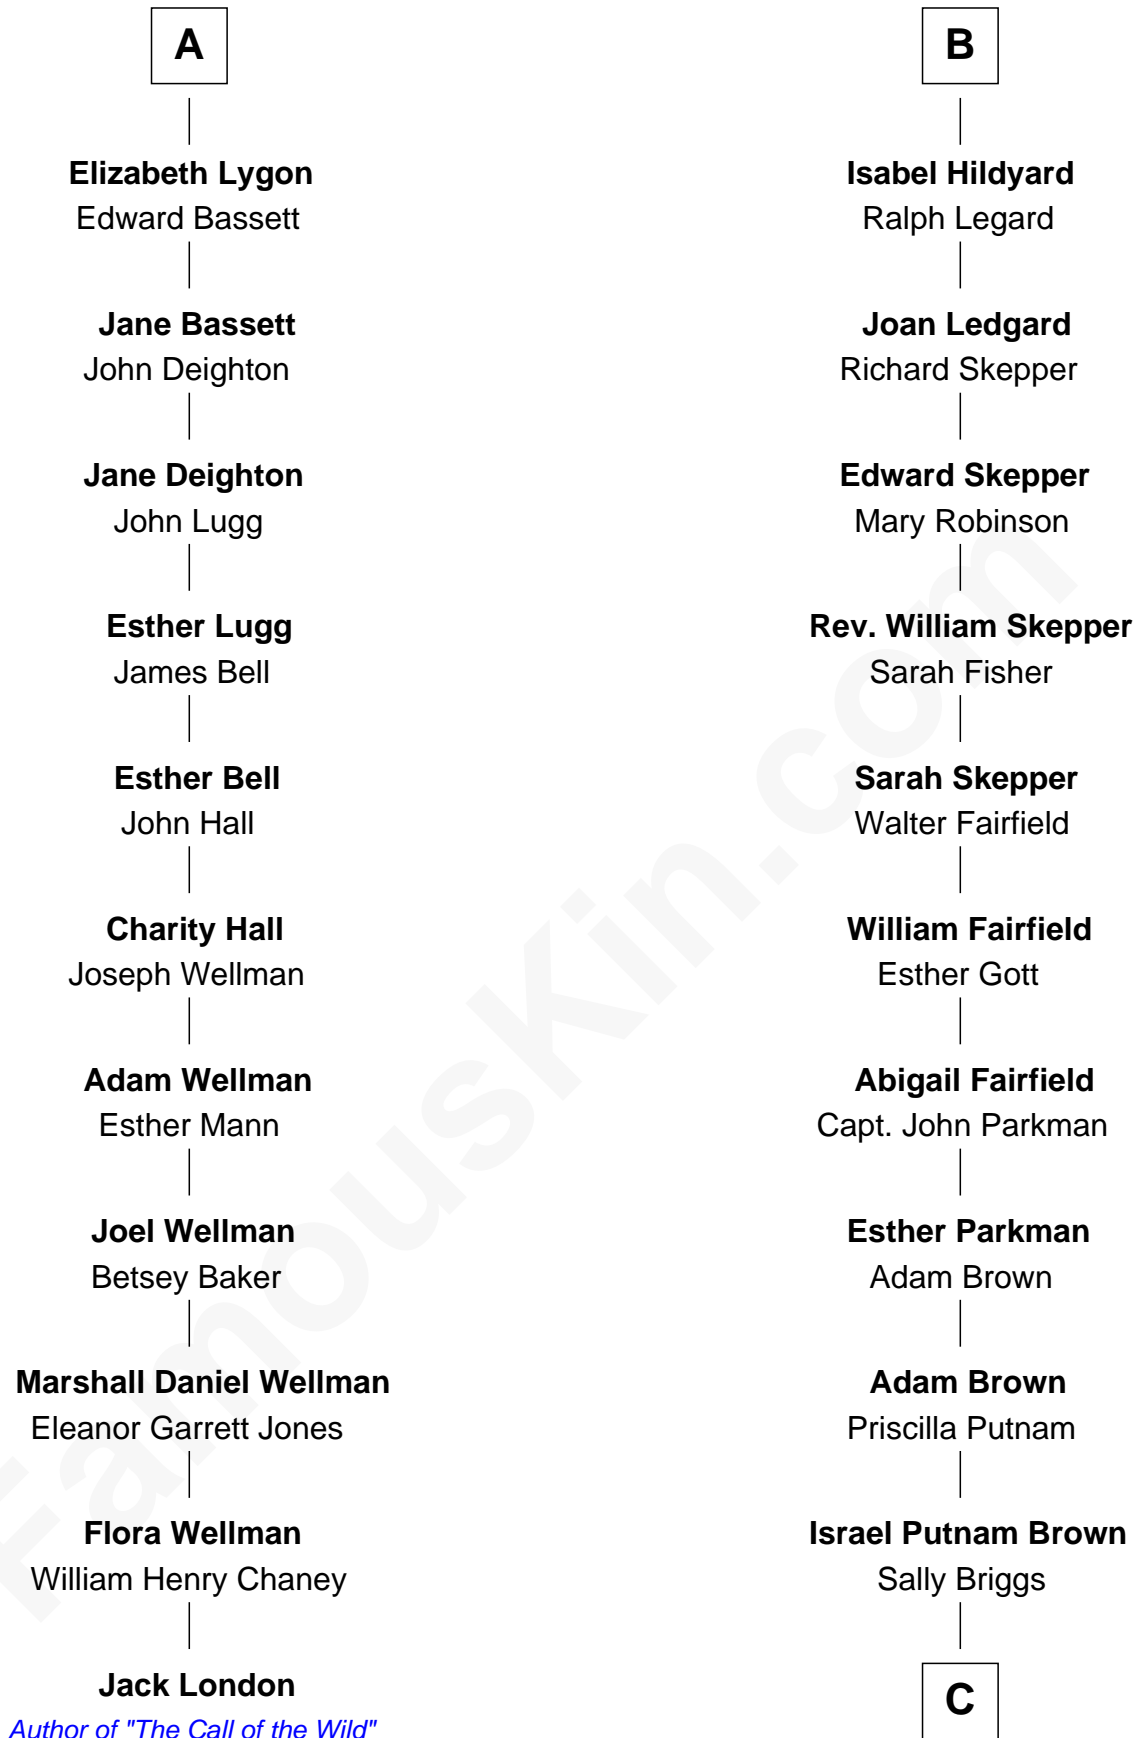 A
Elizabeth Lygon
Edward Bassett
Jane Bassett
John Deighton
Jane Deighton
John Lugg
Esther Lugg
James Bell
Esther Bell
John Hall
Charity Hall
Joseph Wellman
Adam Wellman
Esther Mann
Joel Wellman
Betsey Baker
Marshall Daniel Wellman
Eleanor Garrett Jones
Flora Wellman
William Henry Chaney
Jack London
Author of "The Call of the Wild"
B
Isabel Hildyard
Ralph Legard
Joan Ledgard
Richard Skepper
Edward Skepper
Mary Robinson
Rev. William Skepper
Sarah Fisher
Sarah Skepper
Walter Fairfield
William Fairfield
Esther Gott
Abigail Fairfield
Capt. John Parkman
Esther Parkman
Adam Brown
Adam Brown
Priscilla Putnam
Israel Putnam Brown
Sally Briggs
C
FamousKin.com